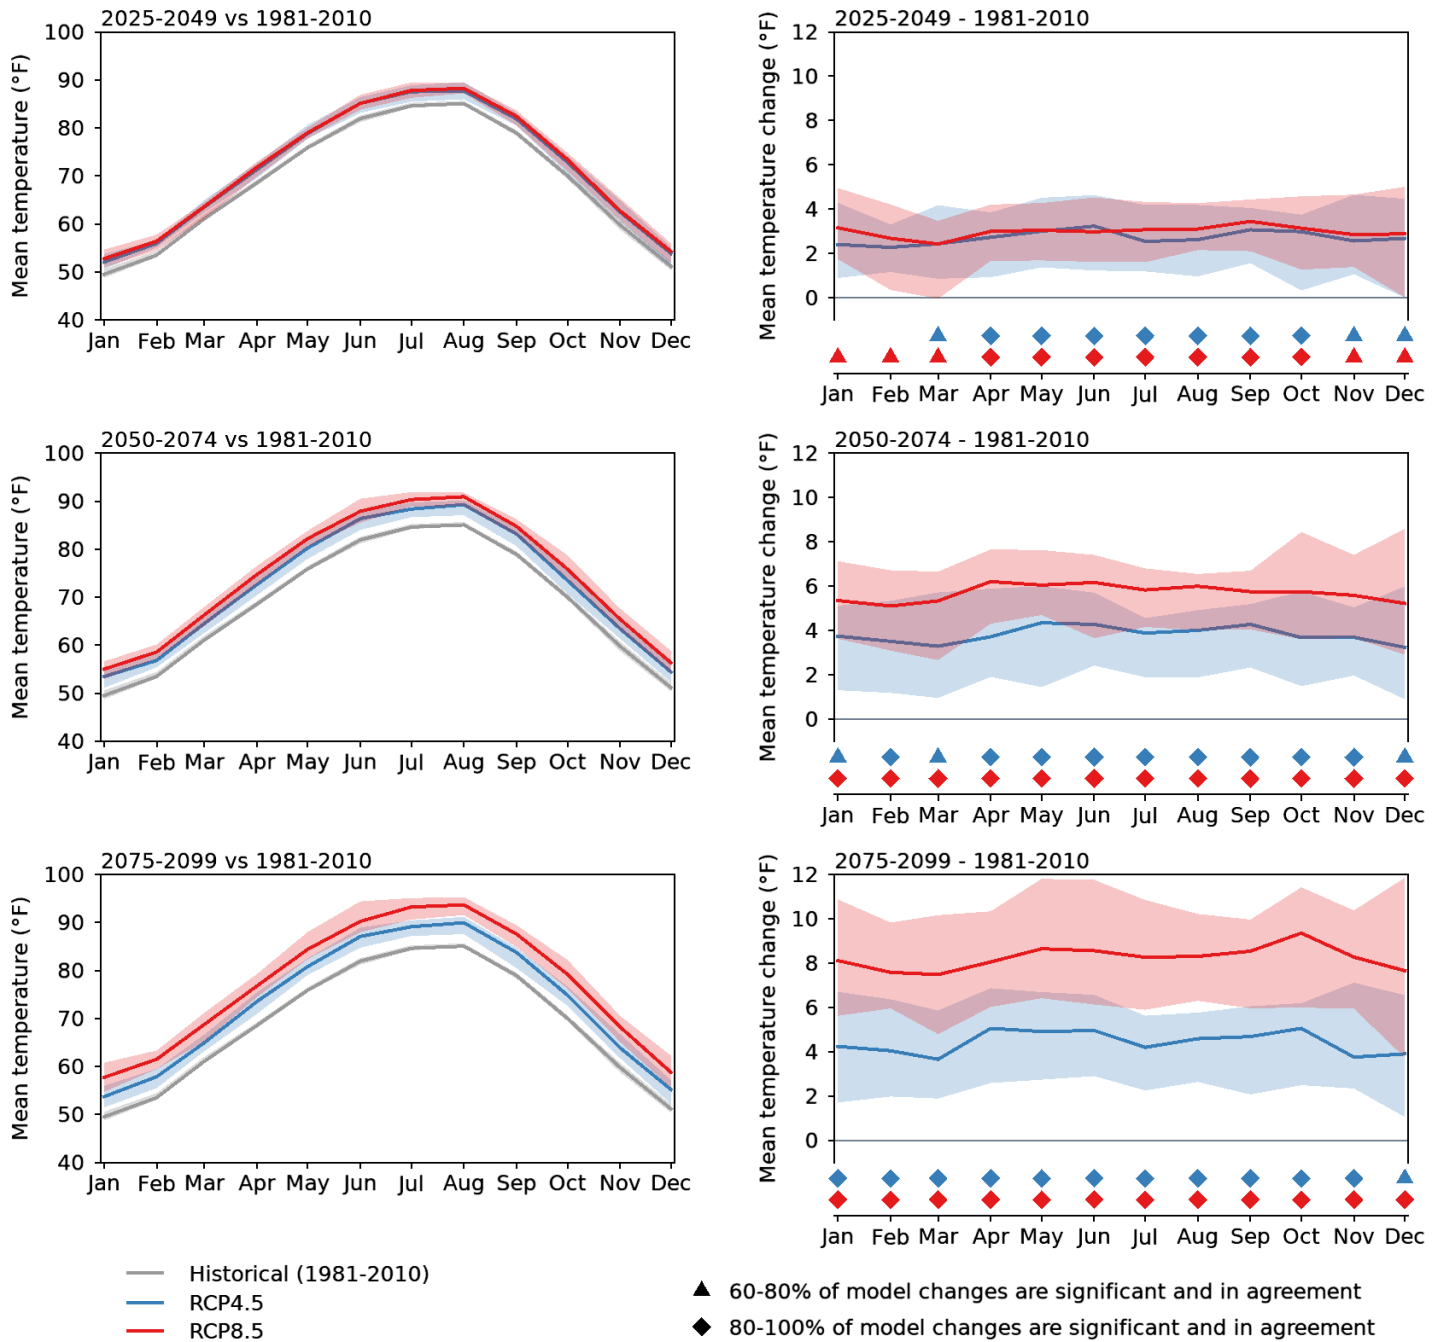 2025-2049 vs 1981-2010
Mean temperature (°F)
100
90
80
70
60
50
40
Jan Feb Mar Apr May Jun Jul Aug Sep Oct Nov Dec
2025-2049 - 1981-2010
Mean temperature change (°F)
12
10
8
6
4
2
0
Jan Feb Mar Apr May Jun Jul Aug Sep Oct Nov Dec
2050-2074 vs 1981-2010
Mean temperature (°F)
100
90
80
70
60
50
40
Jan Feb Mar Apr May Jun Jul Aug Sep Oct Nov Dec
2050-2074 - 1981-2010
Mean temperature change (°F)
12
10
8
6
4
2
0
Jan Feb Mar Apr May Jun Jul Aug Sep Oct Nov Dec
2075-2099 vs 1981-2010
Mean temperature (°F)
100
90
80
70
60
50
40
Jan Feb Mar Apr May Jun Jul Aug Sep Oct Nov Dec
2075-2099 - 1981-2010
Mean temperature change (°F)
12
10
8
6
4
2
0
Jan Feb Mar Apr May Jun Jul Aug Sep Oct Nov Dec
Historical (1981-2010)
RCP4.5
RCP8.5
60-80% of model changes are significant and in agreement
80-100% of model changes are significant and in agreement